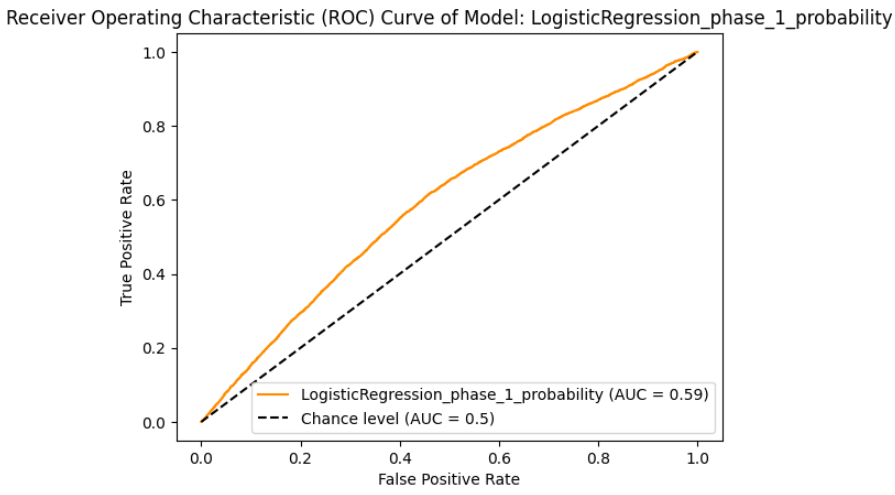 Receiver Operating Characteristic (ROC) Curve of Model: LogisticRegression_phase_1_probability
True Positive Rate
1.0
0.8
0.6
0.4
0.2
0.0
LogisticRegression_phase_1_probability (AUC = 0.59)
Chance level (AUC = 0.5)
0.0 0.2 0.4 0.6 0.8 1.0
False Positive Rate